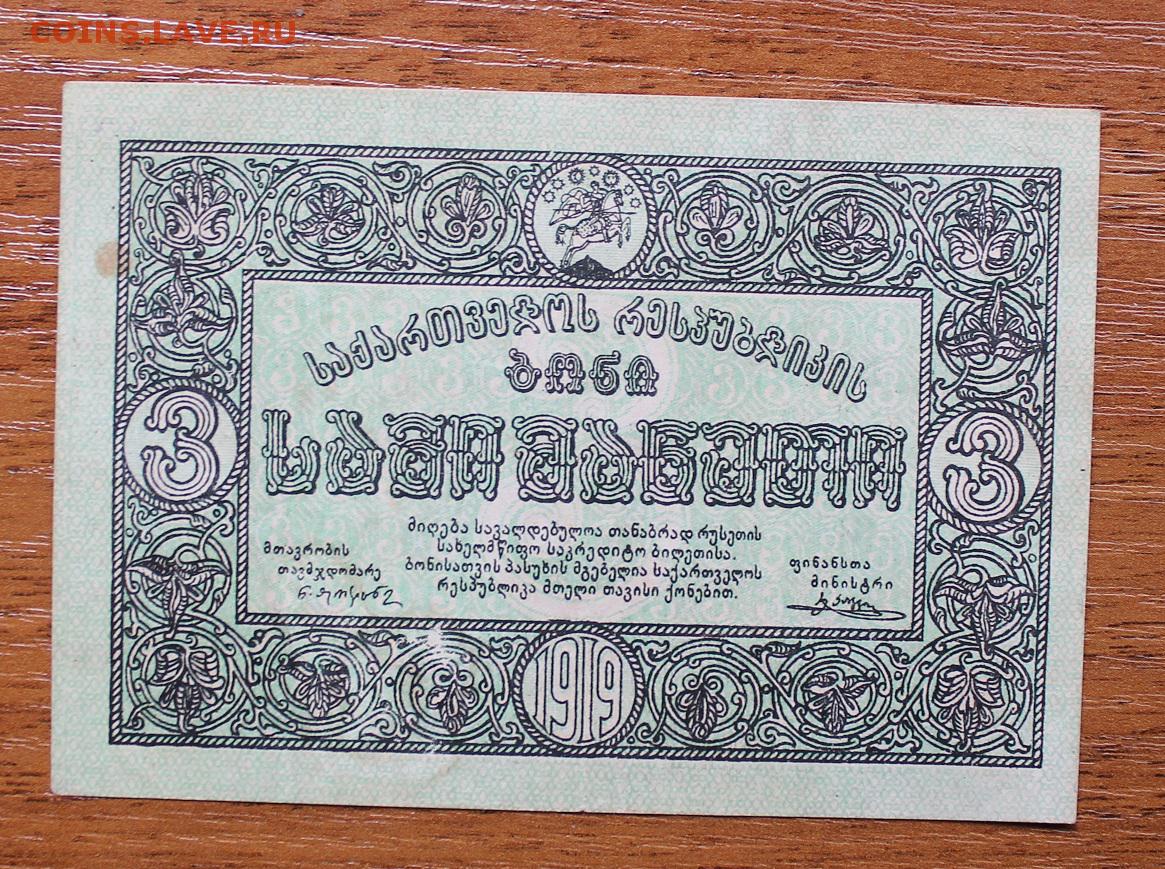 COINS.LAVE.RU
საქართველოს რესპუბლიკის
ბონი
სამი მანეთი
3
3
მიღება სავალდებულოა თანაბრად რუსეთის
სახელმწიფო საკრედიტო ბილეთისა.
ბონისათვის პასუხის მგებელია საქართველოს
რესპუბლიკა მთელი თავისი ქონებით.
მთავრობის
თავმჯდომარე
ფინანსთა
მინისტრი
1919